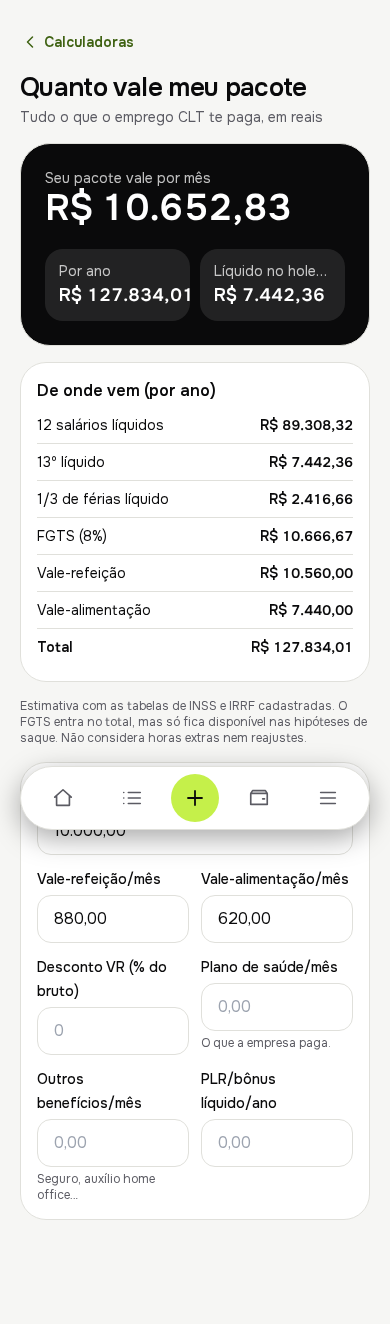 Calculadoras
Quanto vale meu pacote
Tudo o que o emprego CLT te paga, em reais
Seu pacote vale por mês
R$ 10.652,83
Por ano
R$ 127.834,01
Líquido no hole...
R$ 7.442,36
De onde vem (por ano)
12 salários líquidos R$ 89.308,32
13º líquido R$ 7.442,36
1/3 de férias líquido R$ 2.416,66
FGTS (8%) R$ 10.666,67
Vale-refeição R$ 10.560,00
Vale-alimentação R$ 7.440,00
Total R$ 127.834,01
Estimativa com as tabelas de INSS e IRRF cadastradas. O
FGTS entra no total, mas só fica disponível nas hipóteses de
saque. Não considera horas extras nem reajustes.
10.000,00
Vale-refeição/mês
880,00
Vale-alimentação/mês
620,00
Desconto VR (% do
bruto)
0
Plano de saúde/mês
0,00
O que a empresa paga.
Outros
benefícios/mês
0,00
Seguro, auxílio home
office...
PLR/bônus
líquido/ano
0,00